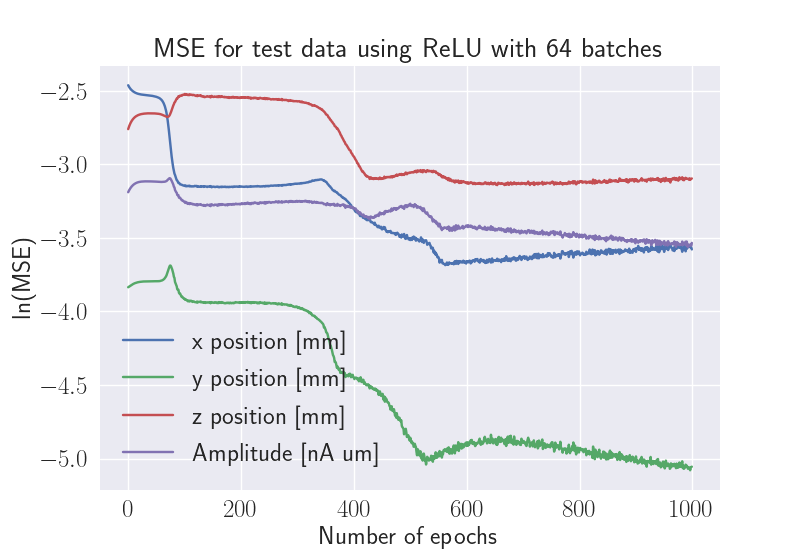 MSE for test data using ReLU with 64 batches
ln(MSE)
−2.5
−3.0
−3.5
−4.0
−4.5
−5.0
x position [mm]
y position [mm]
z position [mm]
Amplitude [nA um]
0 200 400 600 800 1000
Number of epochs